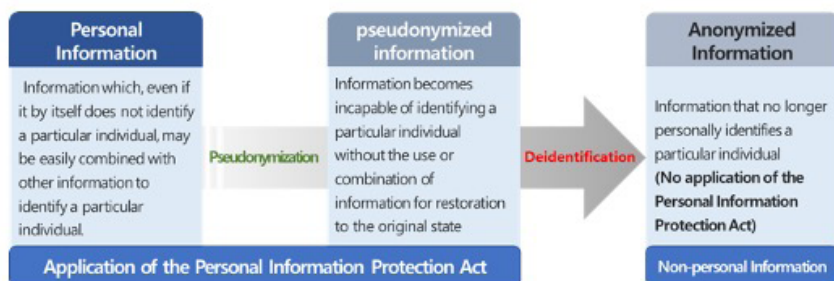 Personal
Information
Information which, even if
it by itself does not identify
a particular individual, may
be easily combined with
other information to
identify a particular
individual.
Pseudonymization
pseudonymized
information
Information becomes
incapable of identifying a
particular individual
without the use or
combination of
information for restoration
to the original state
Deidentification
Anonymized
Information
Information that no longer
personally identifies a
particular individual
(No application of the
Personal Information
Protection Act)
Application of the Personal Information Protection Act
Non-personal Information